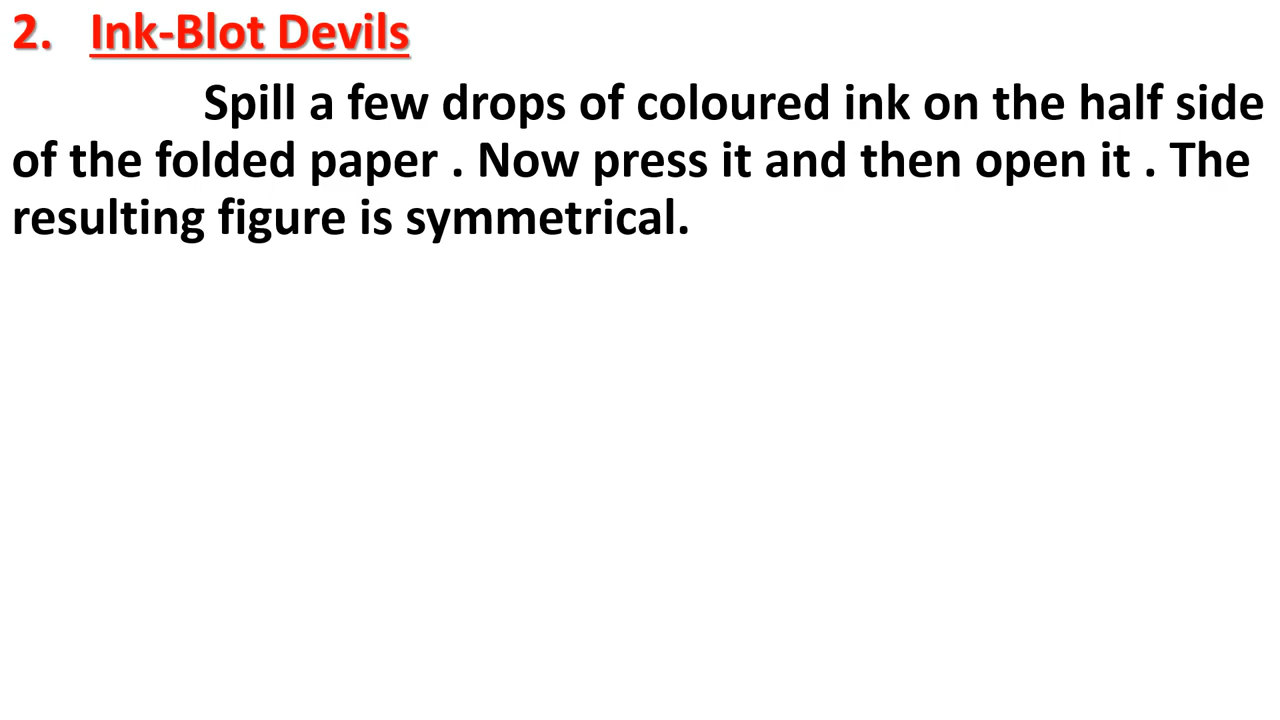 2. Ink-Blot Devils
Spill a few drops of coloured ink on the half side
of the folded paper . Now press it and then open it . The
resulting figure is symmetrical.